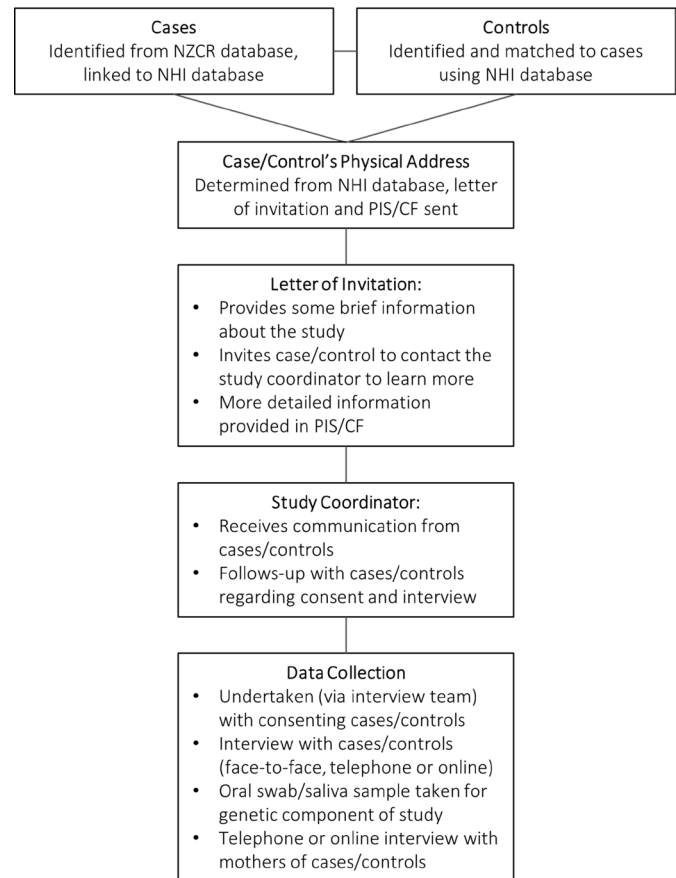 Cases
Identified from NZCR database,
linked to NHI database
Controls
Identified and matched to cases
using NHI database
Case/Control's Physical Address
Determined from NHI database, letter
of invitation and PIS/CF sent
Letter of Invitation:
• Provides some brief information
about the study
• Invites case/control to contact the
study coordinator to learn more
• More detailed information
provided in PIS/CF
Study Coordinator:
• Receives communication from
cases/controls
• Follows-up with cases/controls
regarding consent and interview
Data Collection
• Undertaken (via interview team)
with consenting cases/controls
• Interview with cases/controls
(face-to-face, telephone or online)
• Oral swab/saliva sample taken for
genetic component of study
• Telephone or online interview with
mothers of cases/controls